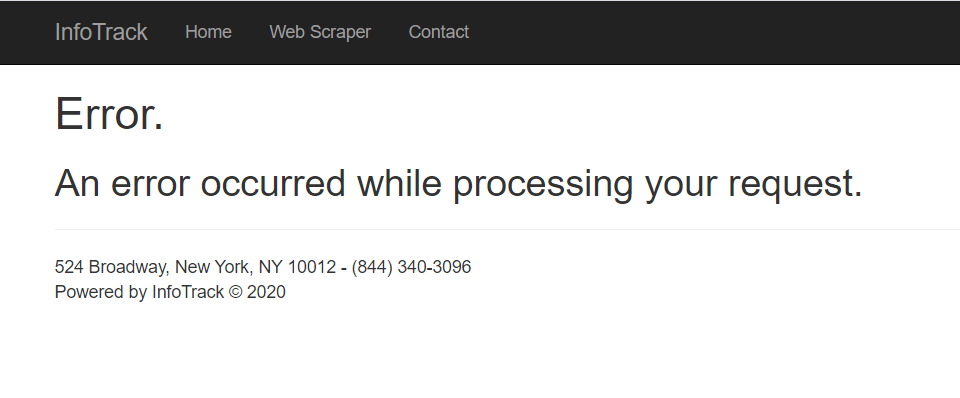 InfoTrack Home Web Scraper Contact
Error.
An error occurred while processing your request.
524 Broadway, New York, NY 10012 - (844) 340-3096
Powered by InfoTrack © 2020